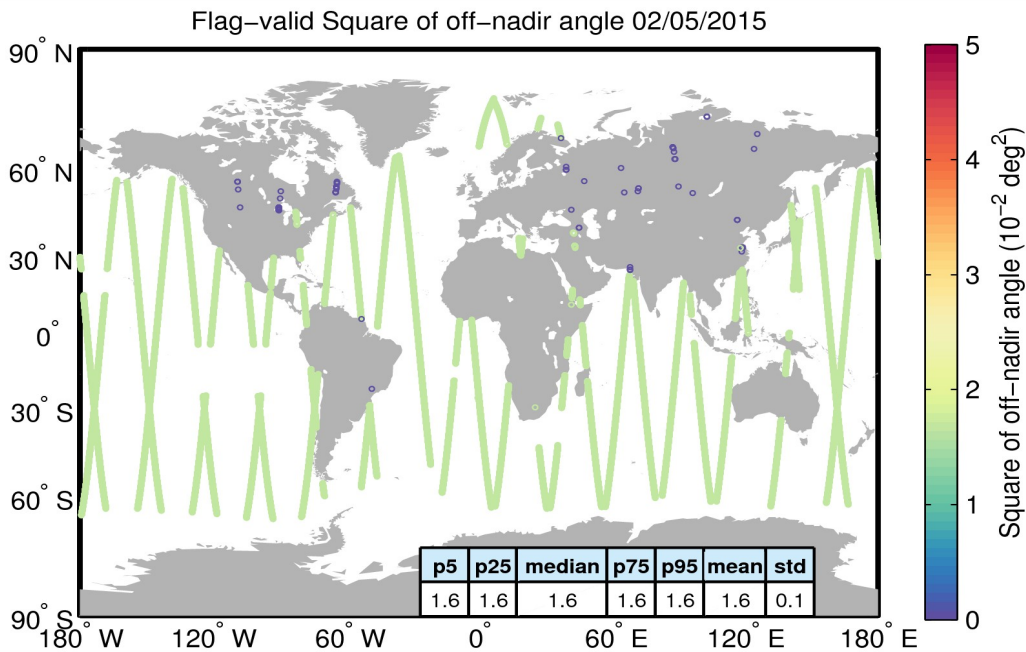 Flag−valid Square of off−nadir angle 02/05/2015
90° N
60° N
30° N
0°
30° S
60° S
90° S
180° W
120° W
60° W
0°
60° E
120° E
180° E
p5 p25 median p75 p95 mean std
1.6 1.6 1.6 1.6 1.6 1.6 0.1
5
4
3
2
1
0
Square of off−nadir angle (10⁻² deg²)